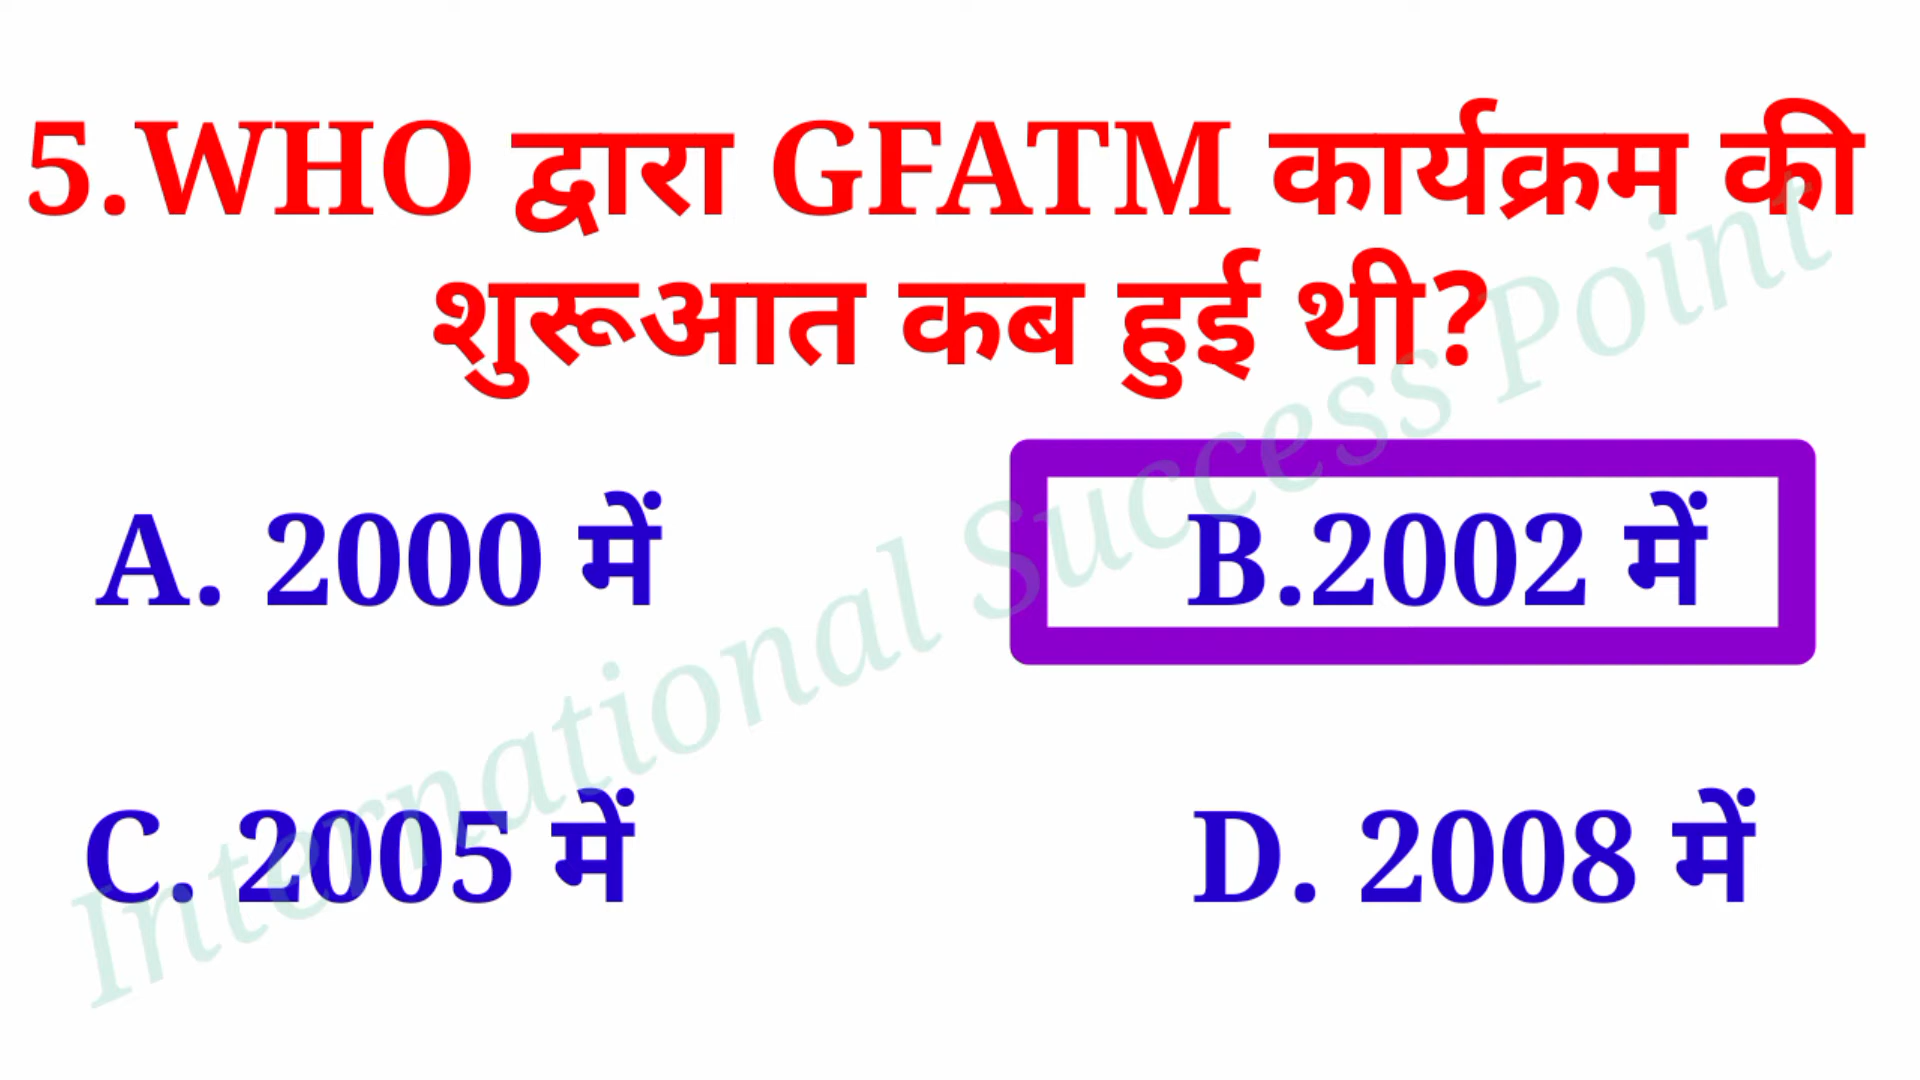 5.WHO द्वारा GFATM कार्यक्रम की
शुरूआत कब हुई थी?
A. 2000 में
B.2002 में
C. 2005 में
D. 2008 में
International Success Point